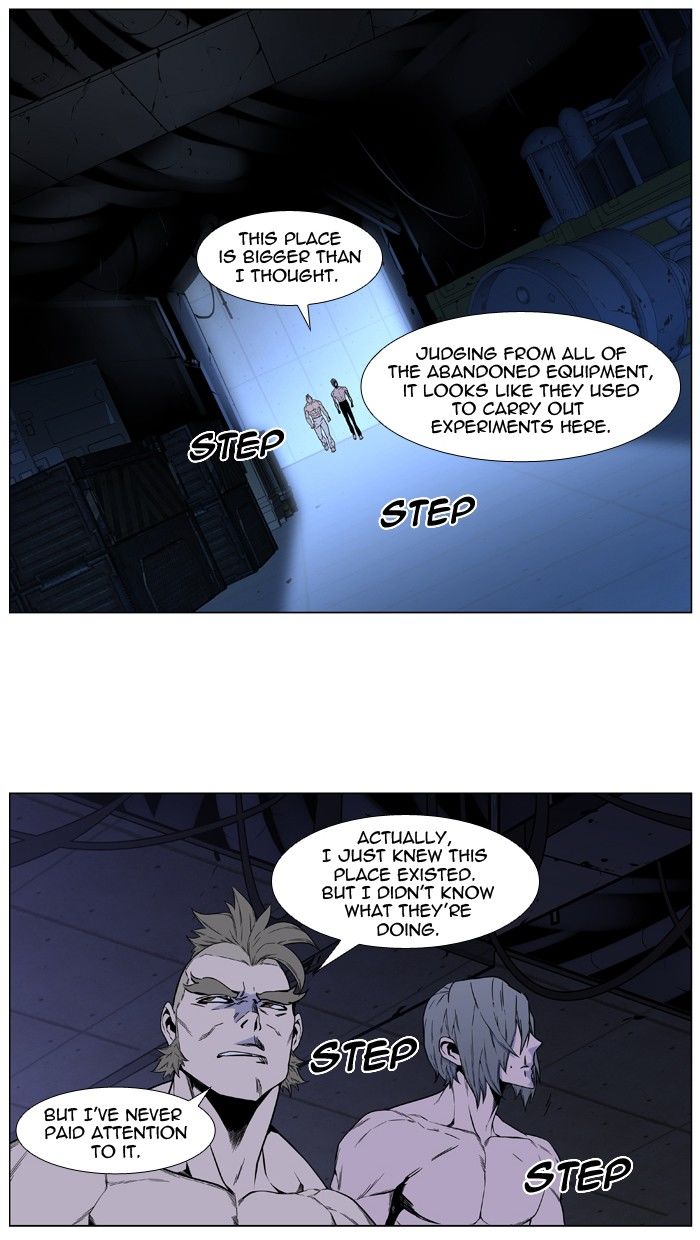 THIS PLACE
IS BIGGER THAN
I THOUGHT.
JUDGING FROM ALL OF
THE ABANDONED EQUIPMENT,
IT LOOKS LIKE THEY USED
TO CARRY OUT
EXPERIMENTS HERE.
STEP
STEP
ACTUALLY,
I JUST KNEW THIS
PLACE EXISTED.
BUT I DIDN'T KNOW
WHAT THEY'RE
DOING.
STEP
BUT I'VE NEVER
PAID ATTENTION
TO IT.
STEP